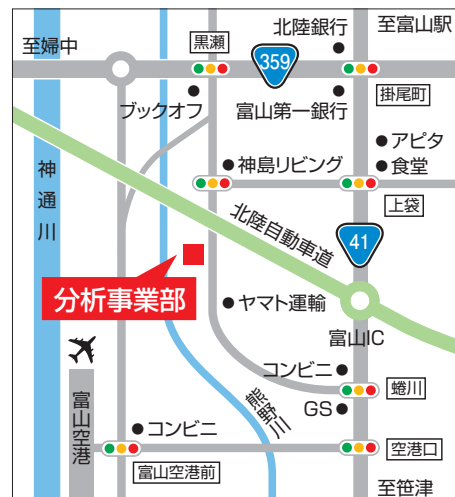 北陸銀行
至富山駅
至婦中
黒瀬
359
掛尾町
ブックオフ
富山第一銀行
アピタ
神島リビング
食堂
神通川
上袋
北陸自動車道
41
分析事業部
ヤマト運輸
富山IC
コンビニ
熊野川
蜷川
GS
富山空港
コンビニ
空港口
富山空港前
至笹津